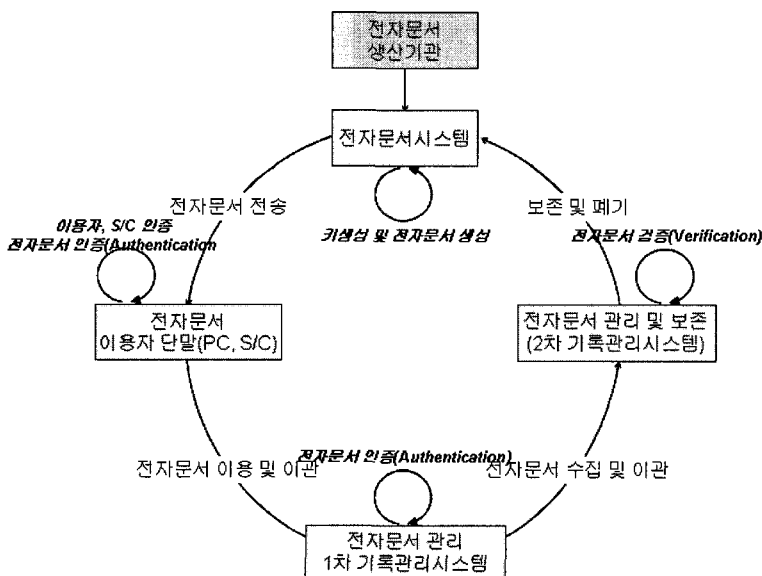 전자문서
생산기관
전자문서시스템
전자문서 전송
보존 및 폐기
키생성 및 전자문서 생성
이용자, S/C 인증
전자문서 인증(Authentication
전자문서 검증(Verification)
전자문서
이용자 단말(PC, S/C)
전자문서 관리 및 보존
(2차 기록관리시스템)
전자문서 인증(Authentication)
전자문서 이용 및 이관
전자문서 수집 및 이관
전자문서 관리
1차 기록관리시스템